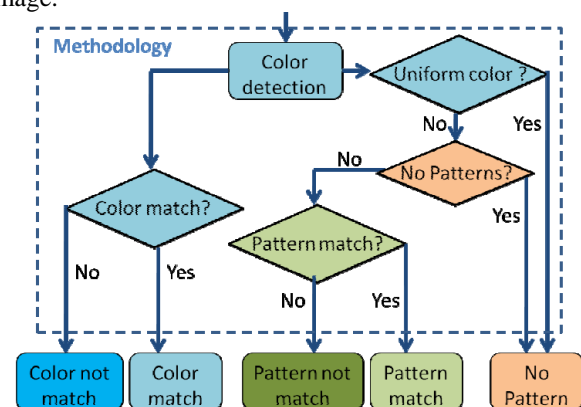 mage.
Methodology
Color
detection
Uniform color ?
No
Yes
No
No Patterns?
Color match?
Yes
Pattern match?
No
Yes
No
Yes
Color not
match
Color
match
Pattern not
match
Pattern
match
No
Pattern